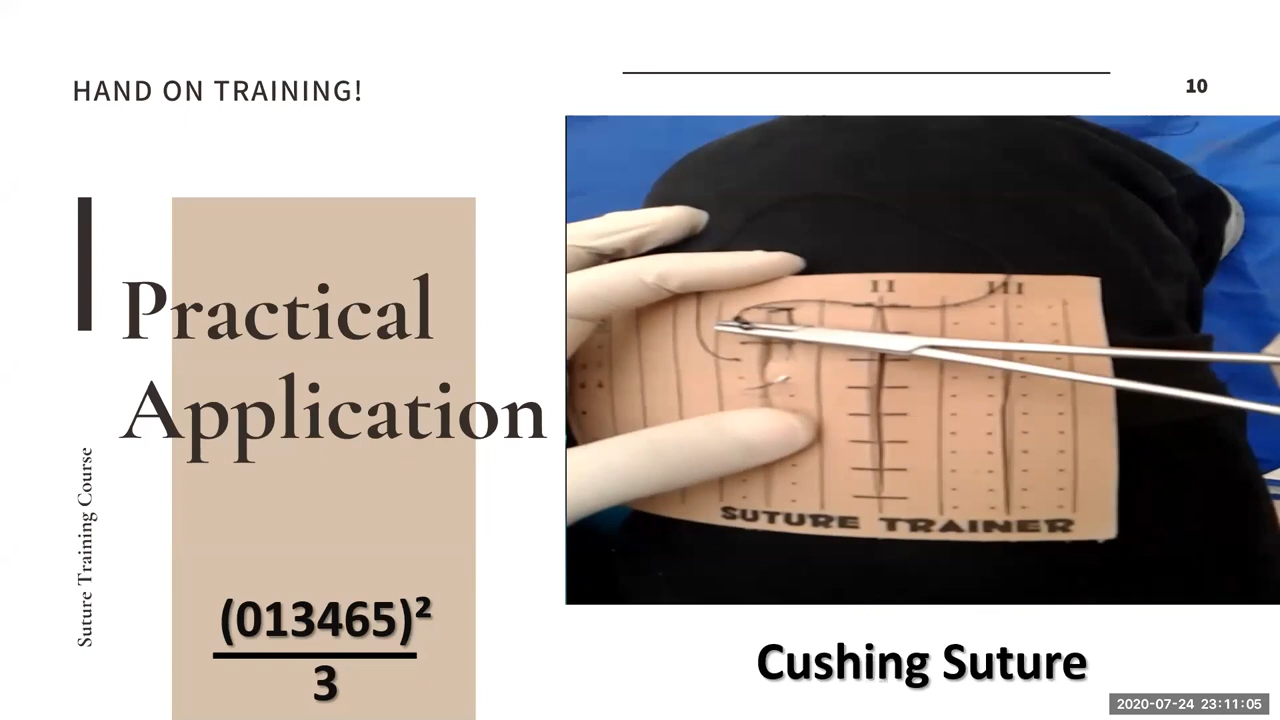 HAND ON TRAINING!
10
Practical
Application
Suture Training Course
(013465)²
3
II
III
SUTURE TRAINER
Cushing Suture
2020-07-24 23:11:05